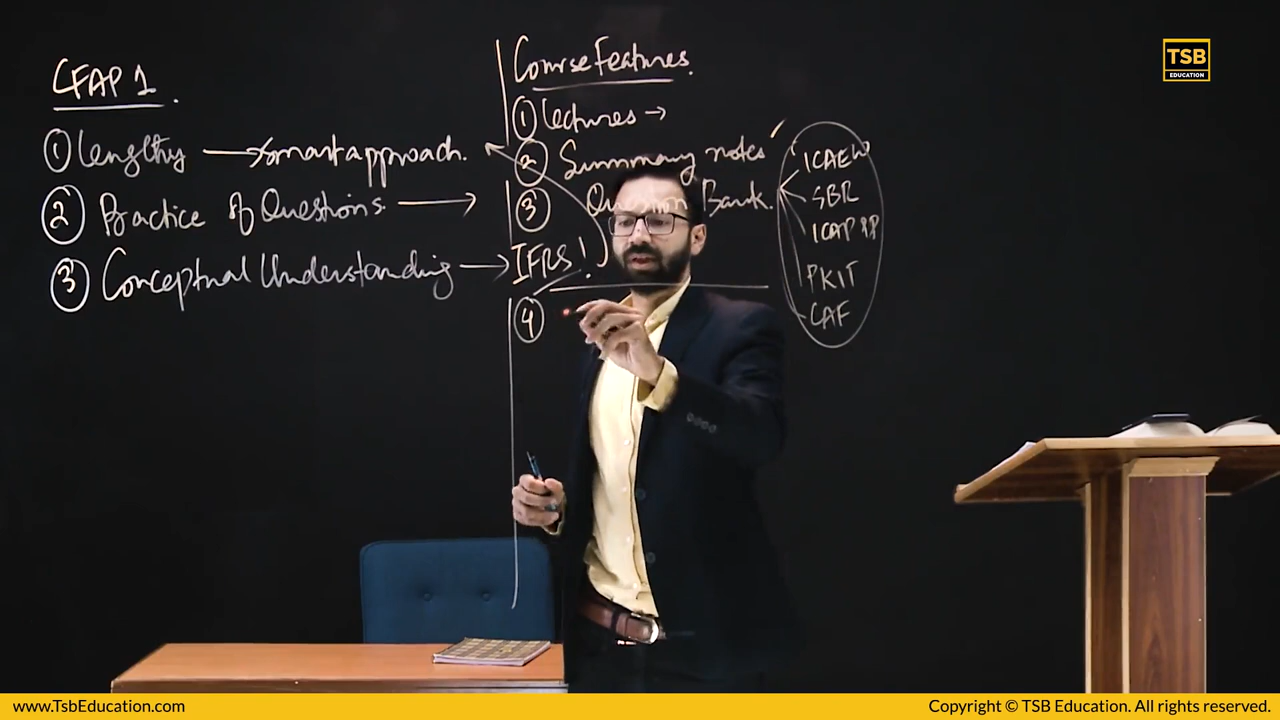 CFAP 1.
① Lengthy → smart approach.
② Practice of Questions →
③ Conceptual Understanding →
Course Features.
① Lectures →
② Summary notes
③ Question Bank.
IFRS!
④
ICAEW
SBR
ICAP PP
PKIT
CAF
TSB
EDUCATION
www.TsbEducation.com
Copyright © TSB Education. All rights reserved.